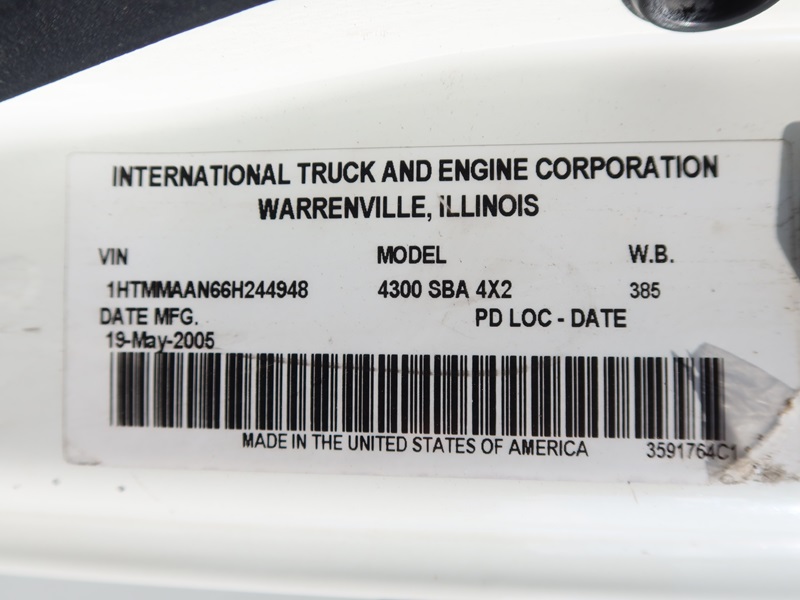 INTERNATIONAL TRUCK AND ENGINE CORPORATION
WARRENVILLE, ILLINOIS
VIN MODEL W.B.
1HTMMAAN66H244948 4300 SBA 4X2 385
DATE MFG. PD LOC - DATE
19-May-2005
MADE IN THE UNITED STATES OF AMERICA 3591764C1